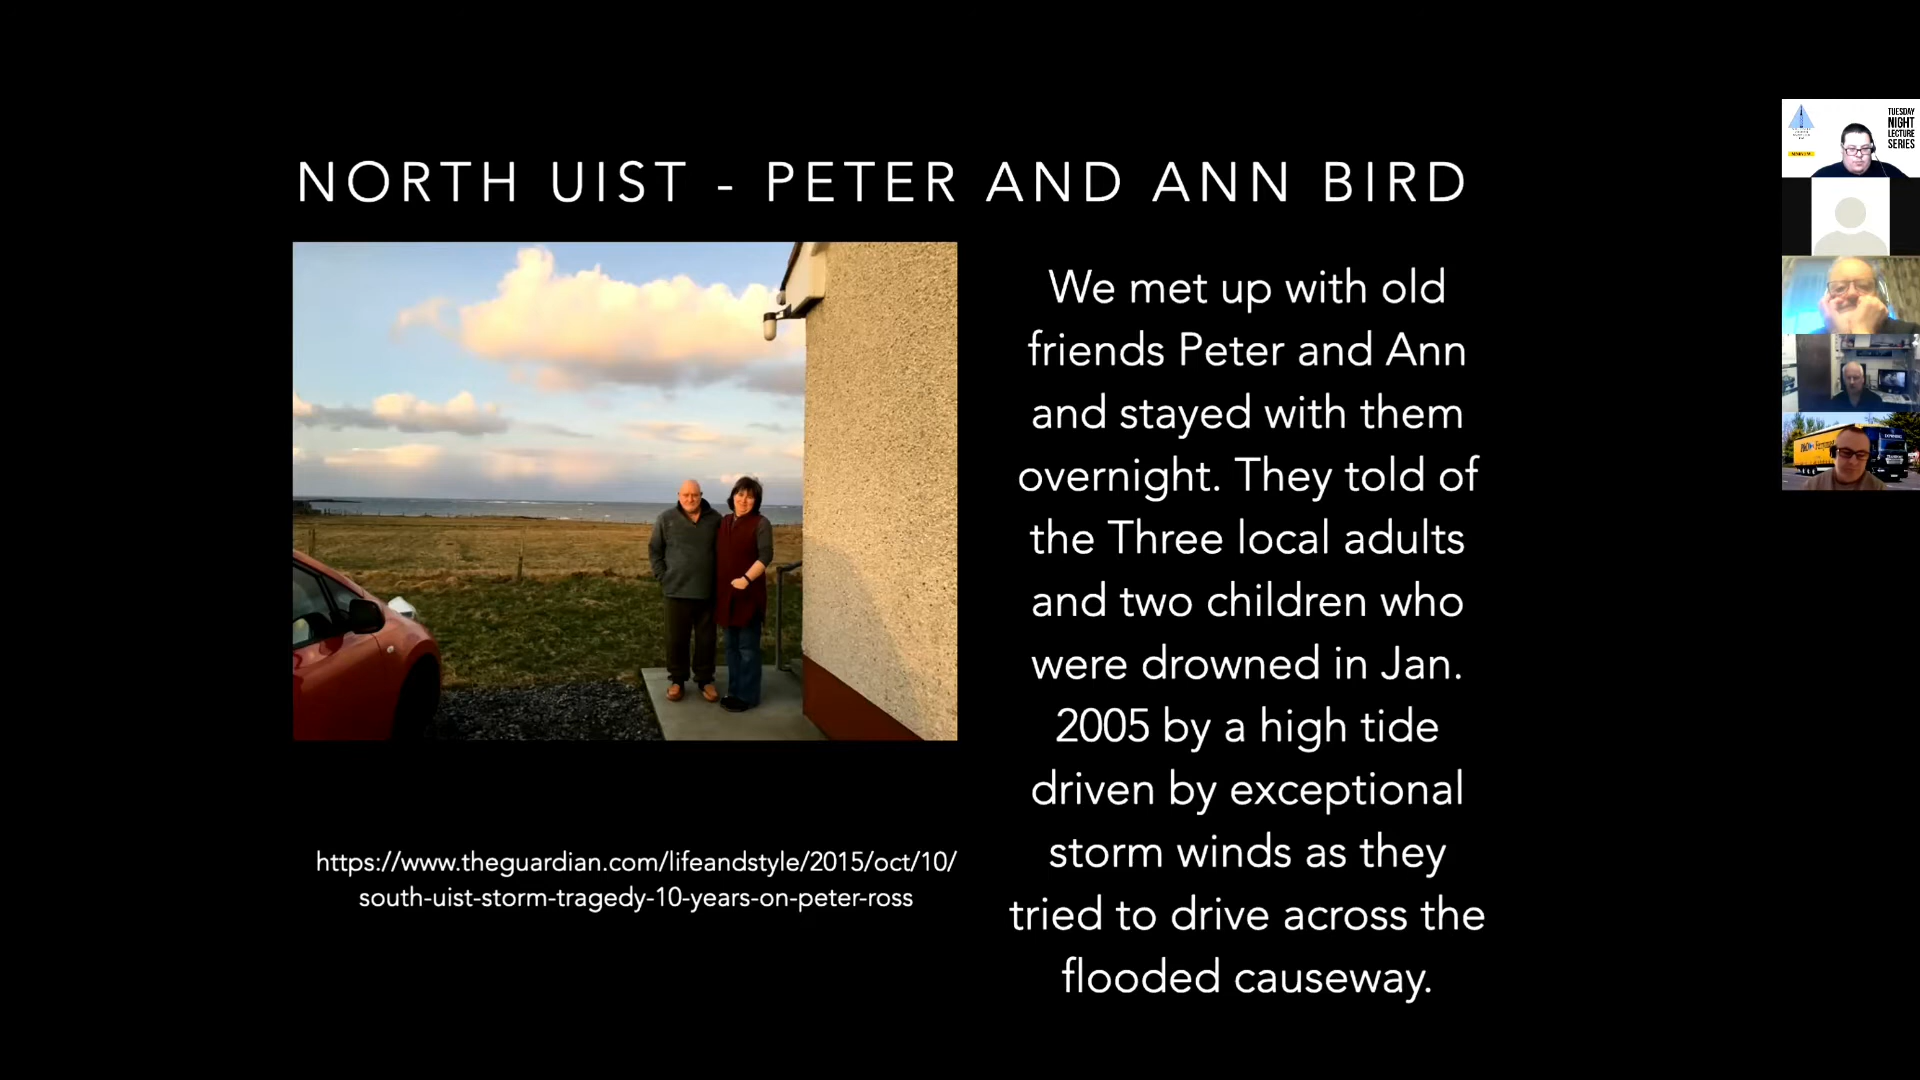 NORTH UIST - PETER AND ANN BIRD
We met up with old
friends Peter and Ann
and stayed with them
overnight. They told of
the Three local adults
and two children who
were drowned in Jan.
2005 by a high tide
driven by exceptional
storm winds as they
tried to drive across the
flooded causeway.
https://www.theguardian.com/lifeandstyle/2015/oct/10/
south-uist-storm-tragedy-10-years-on-peter-ross
TUESDAY
NIGHT
LECTURE
SERIES